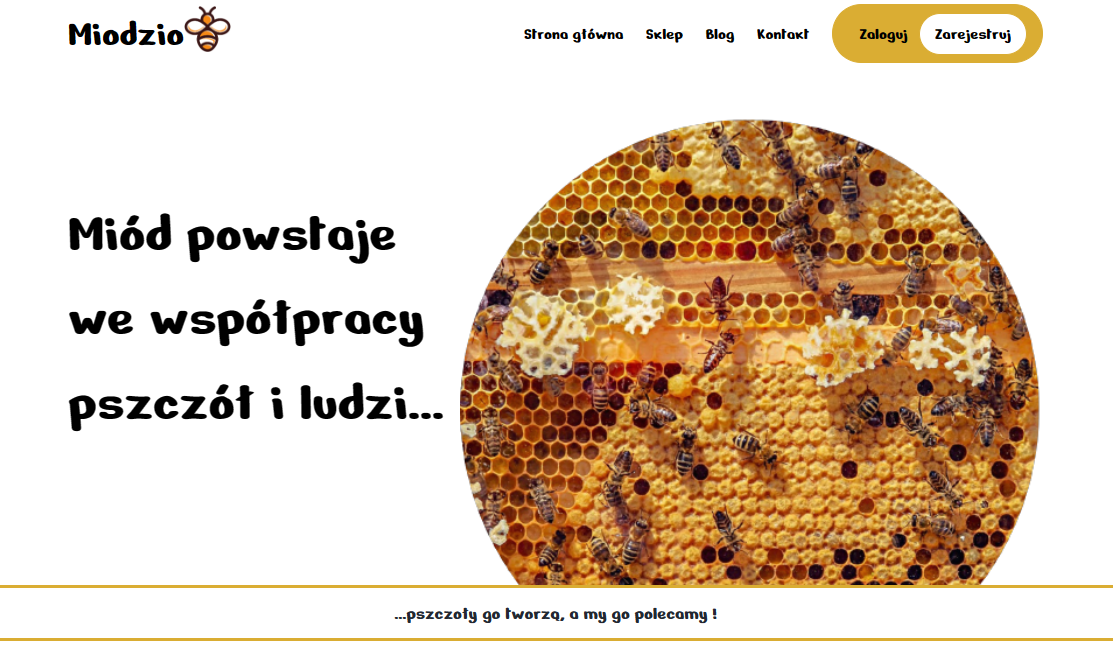 Miodzio
Strona główna Sklep Blog Kontakt Zaloguj Zarejestruj
Miód powstaje
we współpracy
pszczół i ludzi...
...pszczoły go tworzą, a my go polecamy !